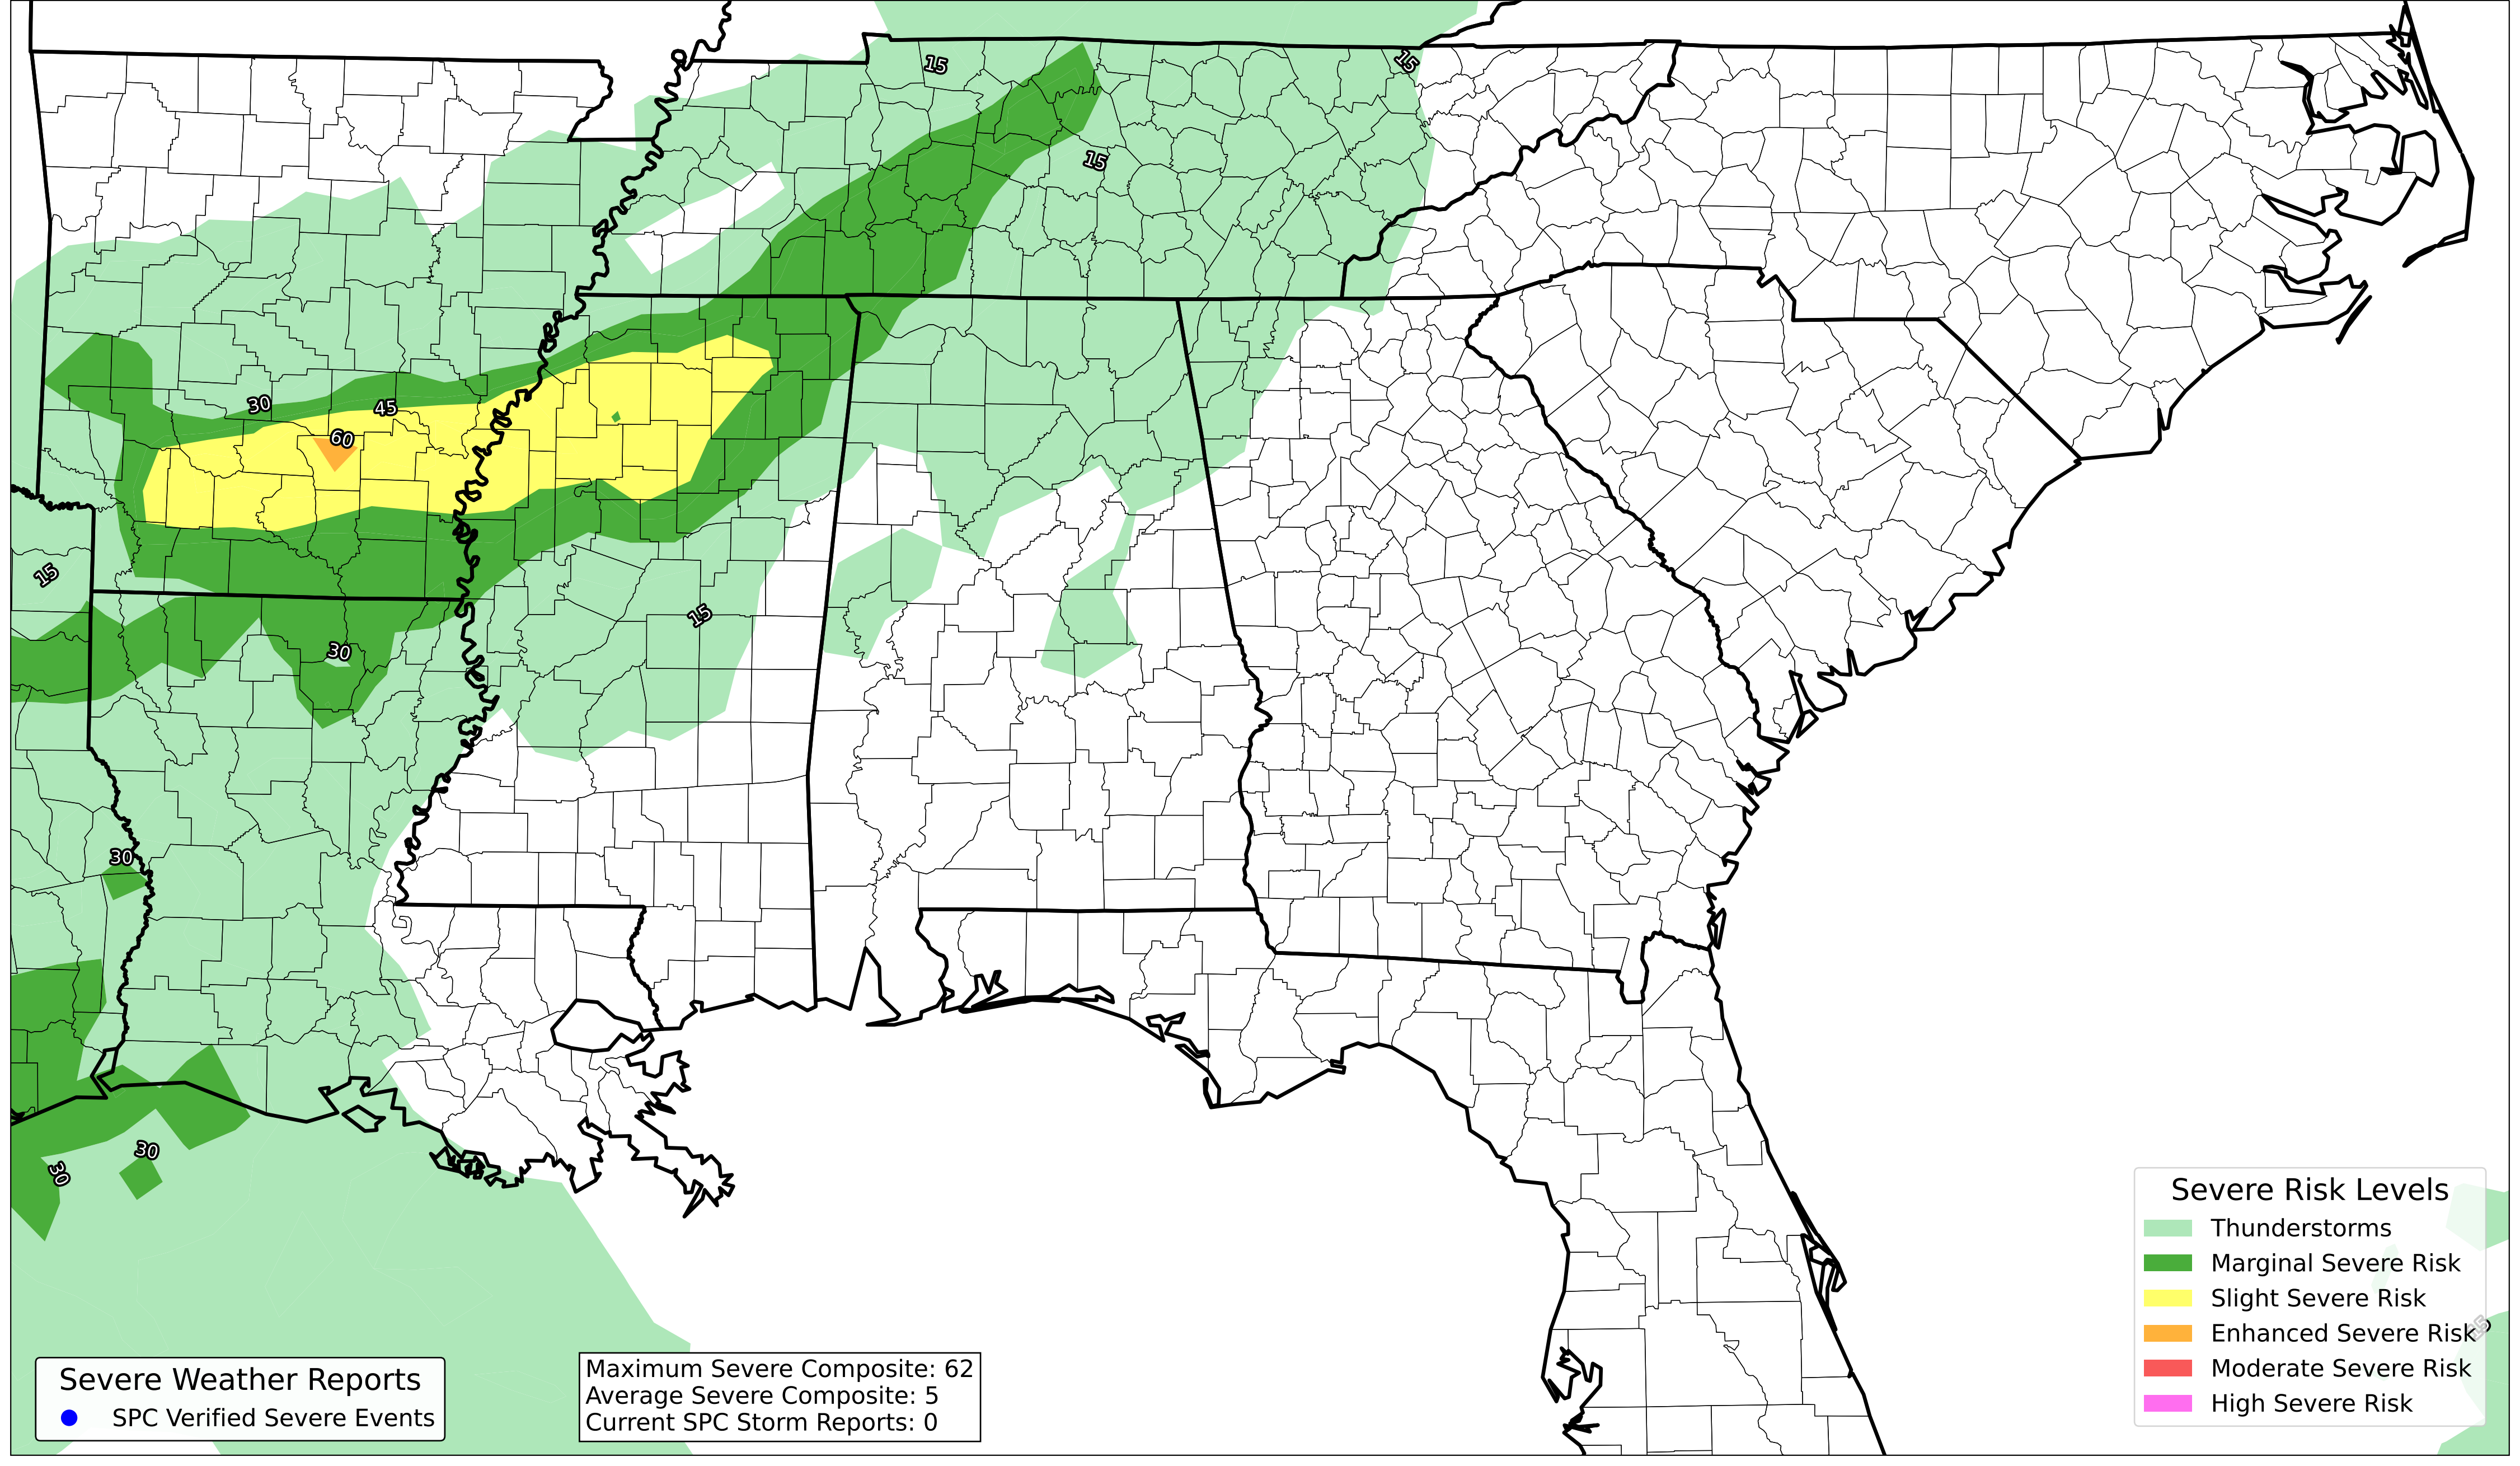 15
15
15
30
45
60
15
15
30
30
30
30
Severe Risk Levels
Thunderstorms
Marginal Severe Risk
Slight Severe Risk
Enhanced Severe Risk
15
Moderate Severe Risk
High Severe Risk
Severe Weather Reports
SPC Verified Severe Events
Maximum Severe Composite: 62
Average Severe Composite: 5
Current SPC Storm Reports: 0